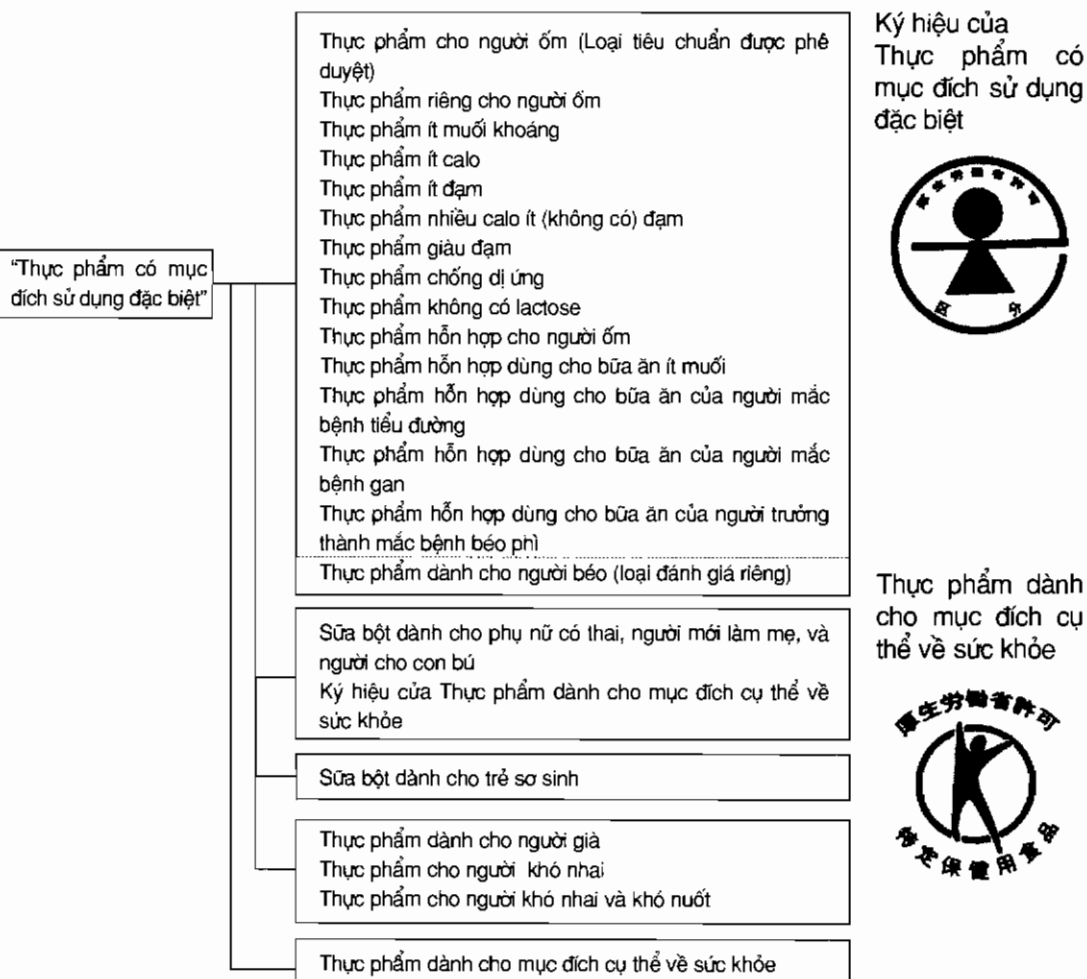 "Thực phẩm có mục
đích sử dụng đặc biệt"
Thực phẩm cho người ốm (Loại tiêu chuẩn được phê
duyệt)
Thực phẩm riêng cho người ốm
Thực phẩm ít muối khoáng
Thực phẩm ít calo
Thực phẩm ít đạm
Thực phẩm nhiều calo ít (không có) đạm
Thực phẩm giàu đạm
Thực phẩm chống dị ứng
Thực phẩm không có lactose
Thực phẩm hỗn hợp cho người ốm
Thực phẩm hỗn hợp dùng cho bữa ăn ít muối
Thực phẩm hỗn hợp dùng cho bữa ăn của người mắc
bệnh tiểu đường
Thực phẩm hỗn hợp dùng cho bữa ăn của người mắc
bệnh gan
Thực phẩm hỗn hợp dùng cho bữa ăn của người trưởng
thành mắc bệnh béo phì
Thực phẩm dành cho người béo (loại đánh giá riêng)
Sữa bột dành cho phụ nữ có thai, người mới làm mẹ, và
người cho con bú
Ký hiệu của Thực phẩm dành cho mục đích cụ thể về
sức khỏe
Sữa bột dành cho trẻ sơ sinh
Thực phẩm dành cho người già
Thực phẩm cho người khó nhai
Thực phẩm cho người khó nhai và khó nuốt
Thực phẩm dành cho mục đích cụ thể về sức khỏe
Ký hiệu của
Thực phẩm có
mục đích sử dụng
đặc biệt
厚生労働省許可
区分
Thực phẩm dành
cho mục đích cụ
thể về sức khỏe
厚生労働省許可
特定保健用食品